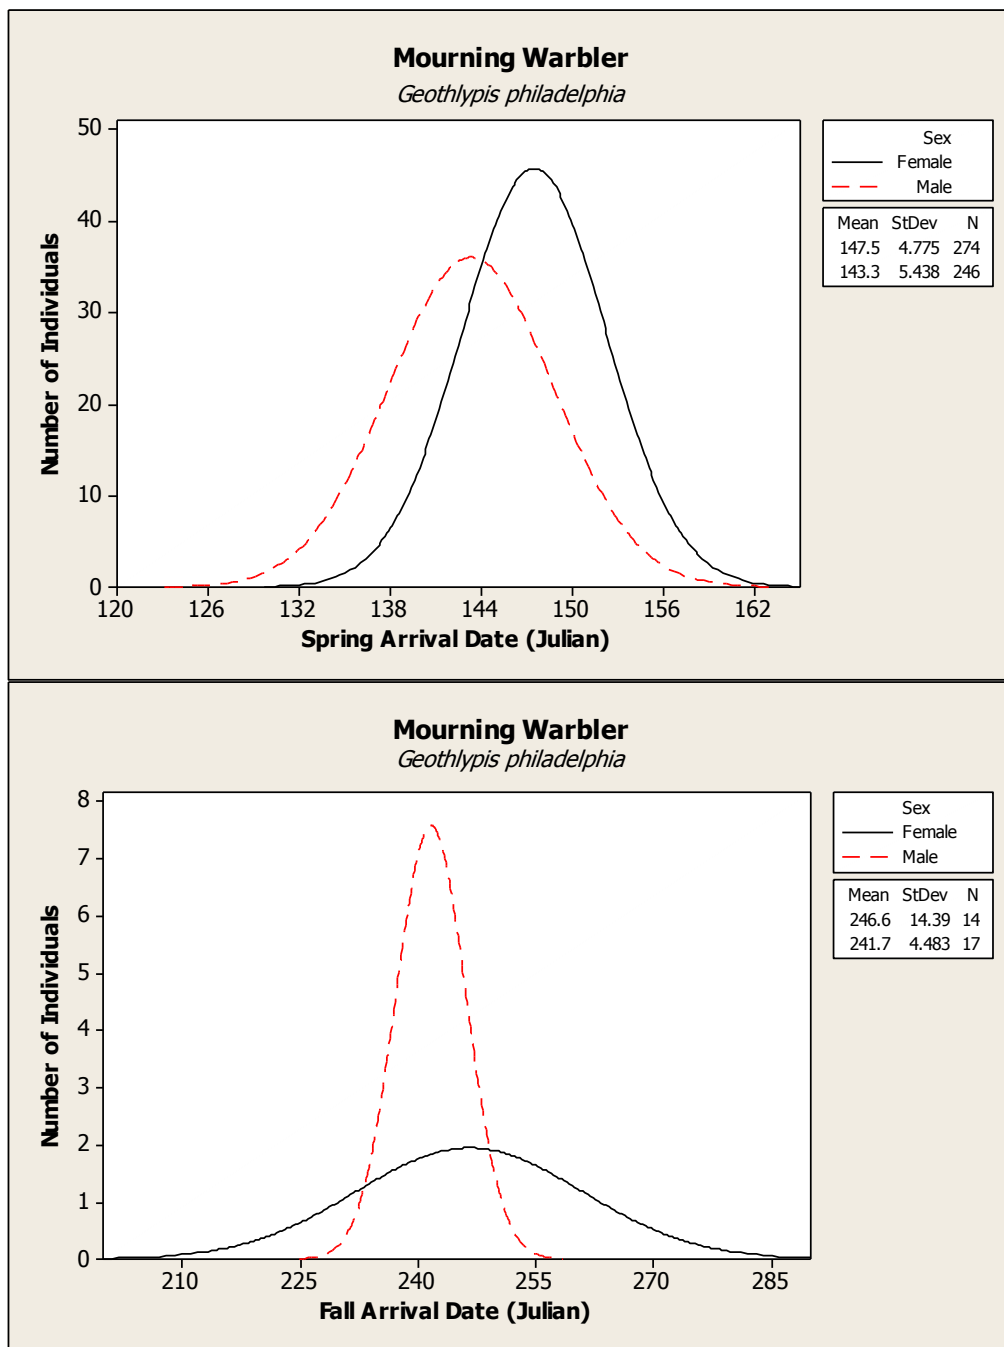 Mourning Warbler
Geothlypis philadelphia
50
40
30
20
10
0
Number of Individuals
120 126 132 138 144 150 156 162
Spring Arrival Date (Julian)
Sex
Female
Male
Mean StDev N
147.5 4.775 274
143.3 5.438 246
Mourning Warbler
Geothlypis philadelphia
8
7
6
5
4
3
2
1
0
Number of Individuals
210 225 240 255 270 285
Fall Arrival Date (Julian)
Sex
Female
Male
Mean StDev N
246.6 14.39 14
241.7 4.483 17